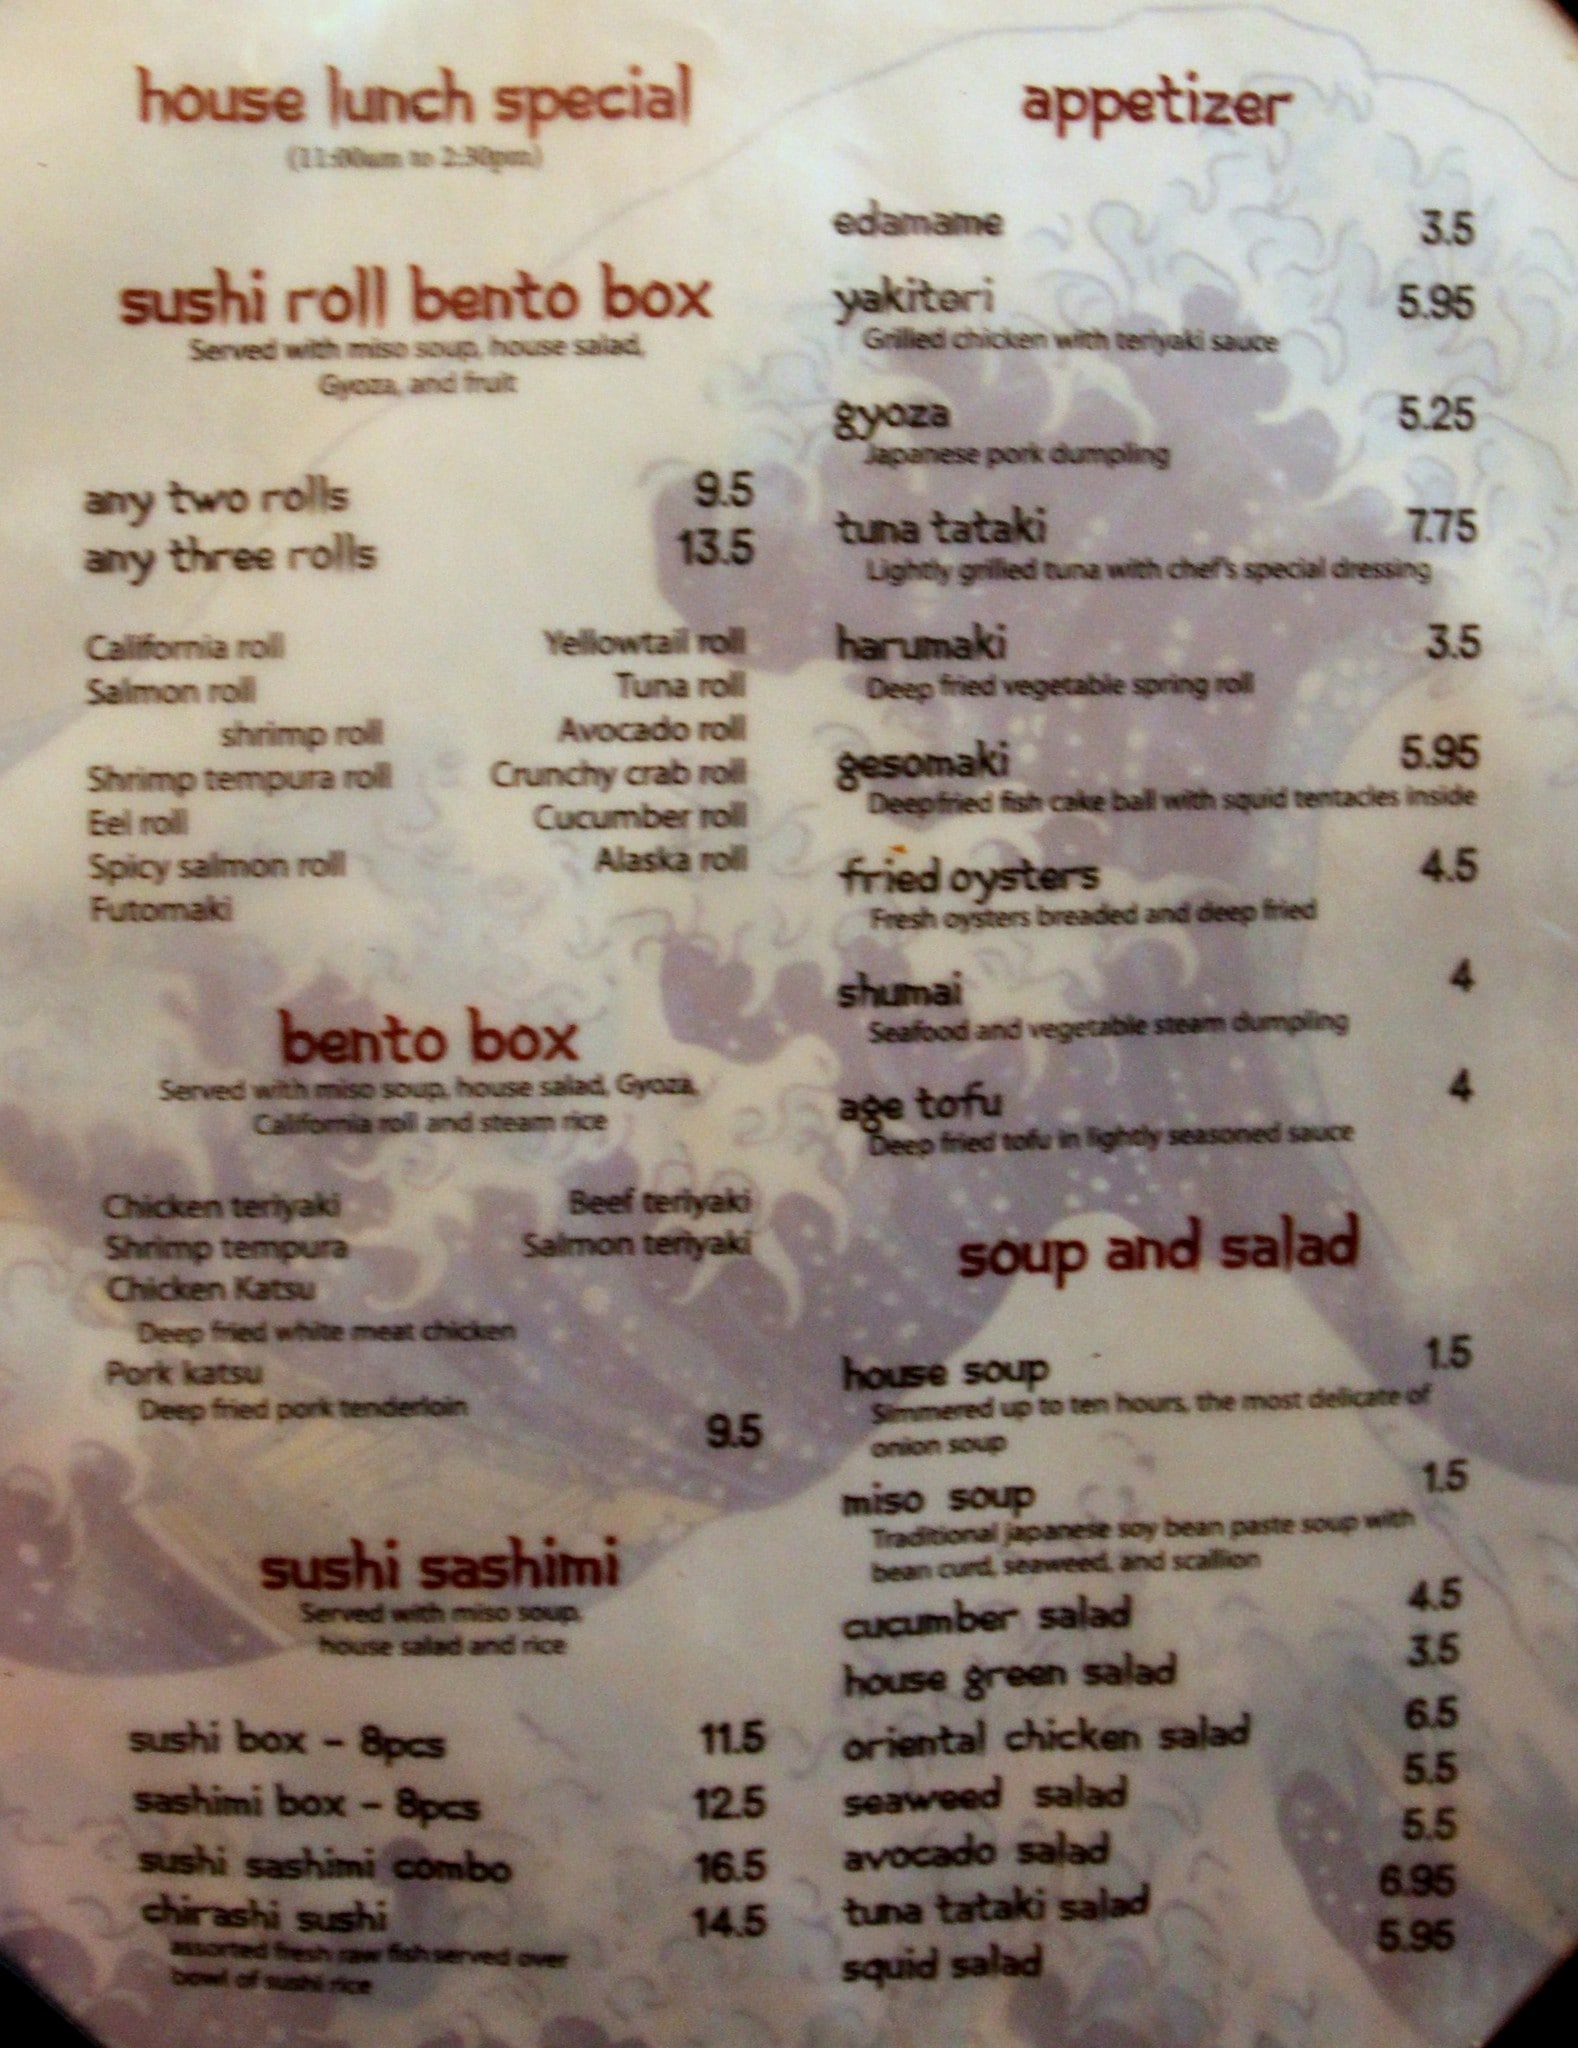 house lunch special
(11:00am to 2:30pm)
sushi roll bento box
Served with miso soup, house salad,
Gyoza, and fruit
any two rolls 9.5
any three rolls 13.5
California roll Yellowtail roll
Salmon roll Tuna roll
shrimp roll Avocado roll
Shrimp tempura roll Crunchy crab roll
Eel roll Cucumber roll
Spicy salmon roll Alaska roll
Futomaki
bento box
Served with miso soup, house salad, Gyoza,
California roll and steam rice
Chicken teriyaki Beef teriyaki
Shrimp tempura Salmon teriyaki
Chicken Katsu
Deep fried white meat chicken
Pork katsu
Deep fried pork tenderloin
9.5
sushi sashimi
Served with miso soup,
house salad and rice
sushi box - 8pcs 11.5
sashimi box - 8pcs 12.5
sushi sashimi combo 16.5
chirashi sushi 14.5
assorted fresh raw fish served over
bowl of sushi rice
appetizer
edamame 3.5
yakitori 5.95
Grilled chicken with teriyaki sauce
gyoza 5.25
Japanese pork dumpling
tuna tataki 7.75
Lightly grilled tuna with chef's special dressing
harumaki 3.5
Deep fried vegetable spring roll
gesomaki 5.95
Deepfried fish cake ball with squid tentacles inside
fried oysters 4.5
Fresh oysters breaded and deep fried
shumai 4
Seafood and vegetable steam dumpling
age tofu 4
Deep fried tofu in lightly seasoned sauce
soup and salad
house soup 1.5
Simmered up to ten hours, the most delicate of
onion soup
miso soup 1.5
Traditional japanese soy bean paste soup with
bean curd, seaweed, and scallion
cucumber salad 4.5
house green salad 3.5
oriental chicken salad 6.5
seaweed salad 5.5
avocado salad 5.5
tuna tataki salad 6.95
squid salad 5.95